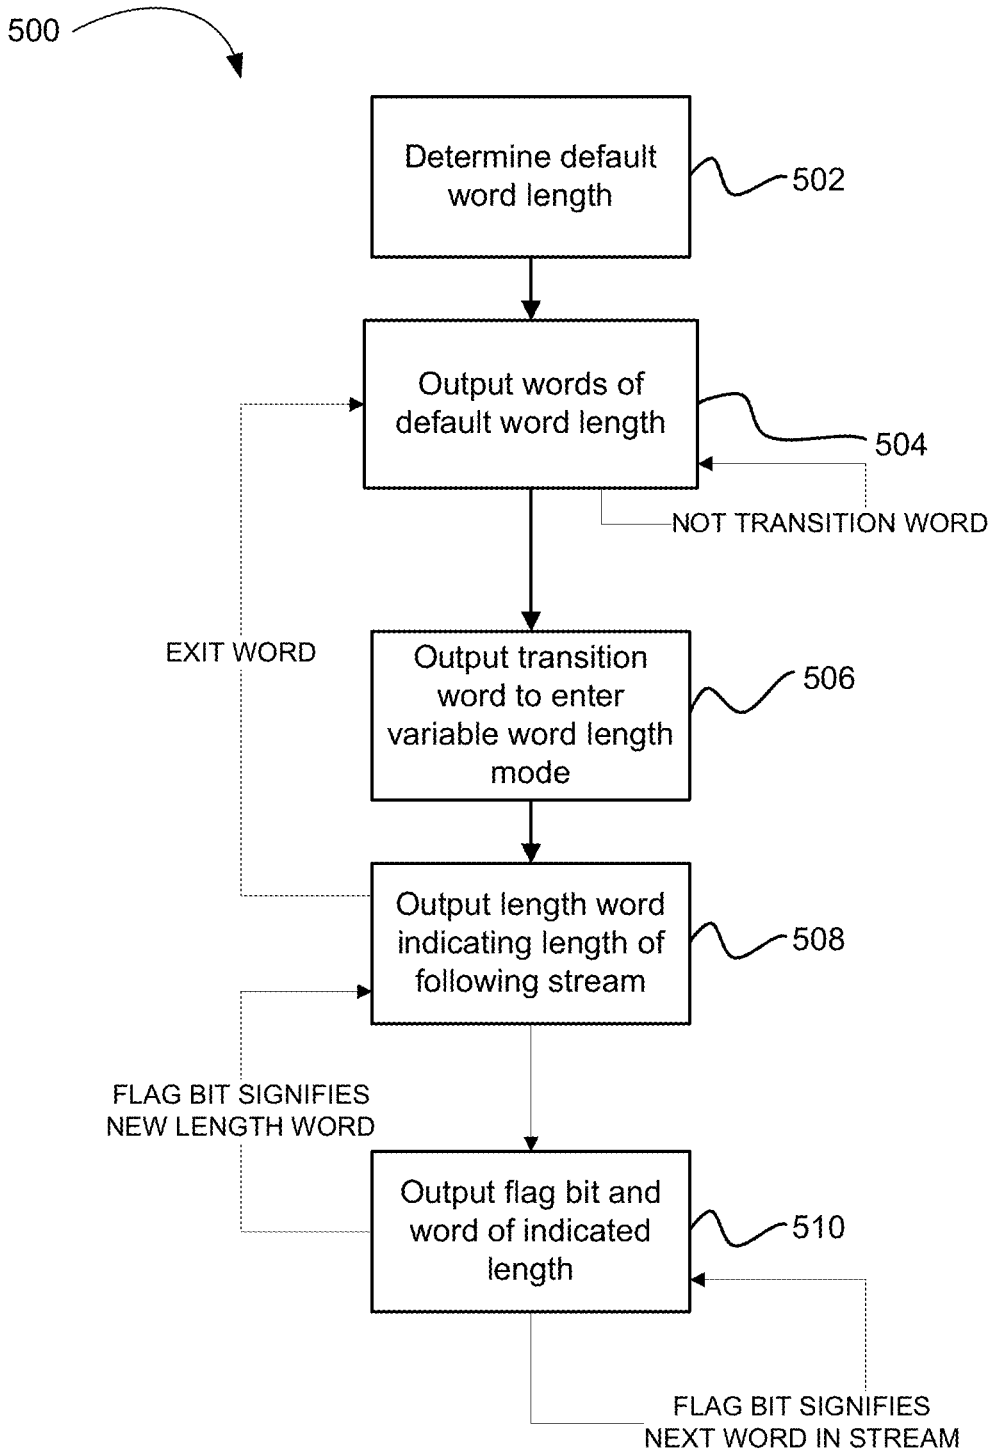 500
Determine default
word length
502
Output words of
default word length
504
NOT TRANSITION WORD
EXIT WORD
Output transition
word to enter
variable word length
mode
506
Output length word
indicating length of
following stream
508
FLAG BIT SIGNIFIES
NEW LENGTH WORD
Output flag bit and
word of indicated
length
510
FLAG BIT SIGNIFIES
NEXT WORD IN STREAM